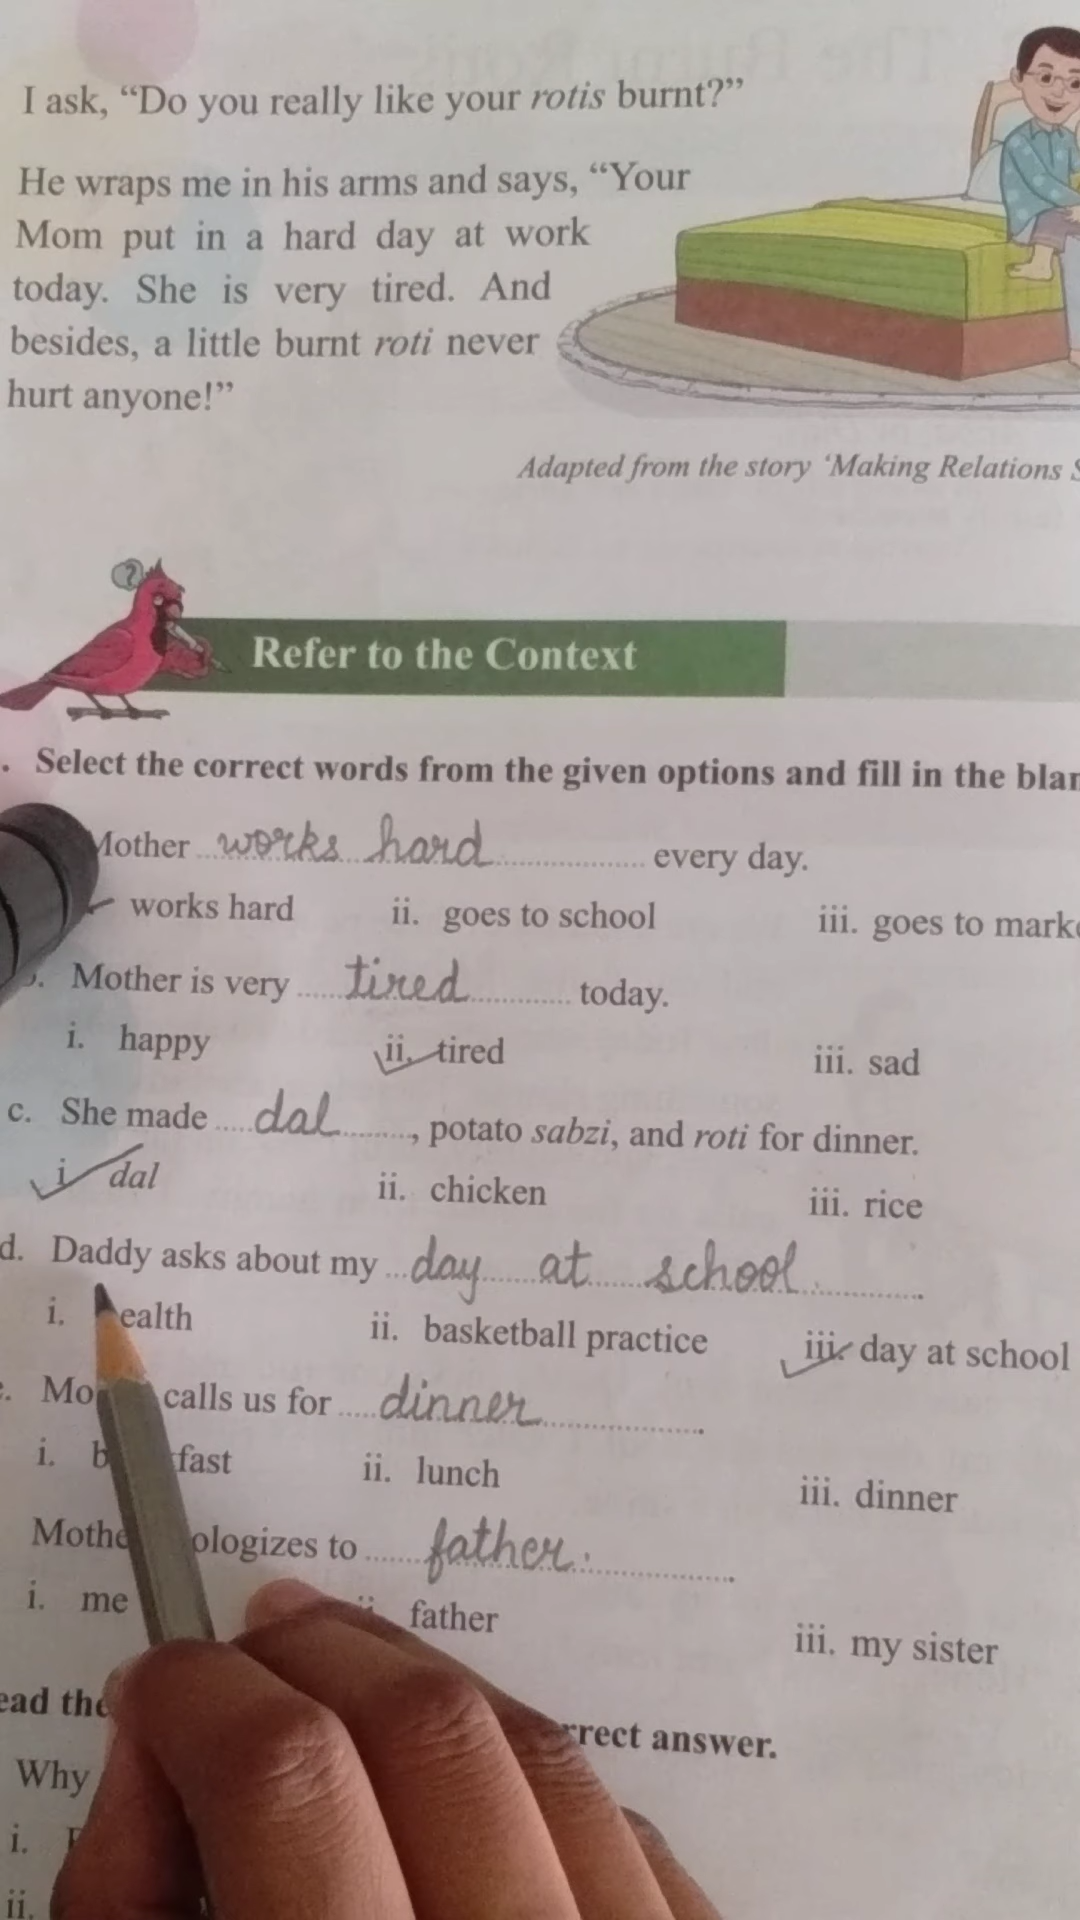 I ask, “Do you really like your rotis burnt?”
He wraps me in his arms and says, “Your
Mom put in a hard day at work
today. She is very tired. And
besides, a little burnt roti never
hurt anyone!”
Adapted from the story ‘Making Relations
?
Refer to the Context
. Select the correct words from the given options and fill in the
Mother works hard every day.
works hard ii. goes to school iii. goes to
. Mother is very tired today.
i. happy ii. tired iii. sad
c. She made dal, potato sabzi, and roti for dinner.
i dal ii. chicken iii. rice
d. Daddy asks about my day at school.
i. ealth ii. basketball practice iii. day at school
. Mo calls us for dinner
i. b fast ii. lunch iii. dinner
Mothe ologizes to father.
i. me ii. father iii. my sister
ead the rrect answer.
Why
i.
ii.